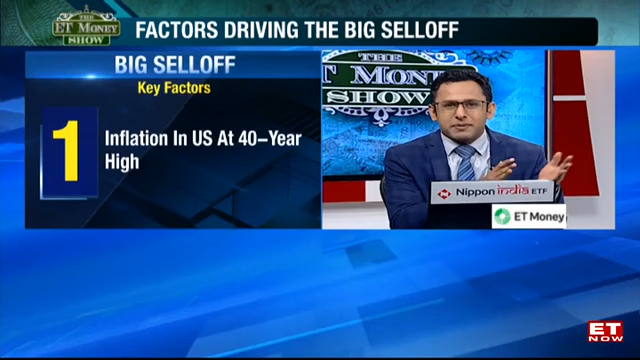 THE
ET MONEY
SHOW
FACTORS DRIVING THE BIG SELLOFF
BIG SELLOFF
Key Factors
1
Inflation In US At 40-Year
High
THE
ET MONEY
SHOW
Nippon india ETF
ET Money
ET
NOW